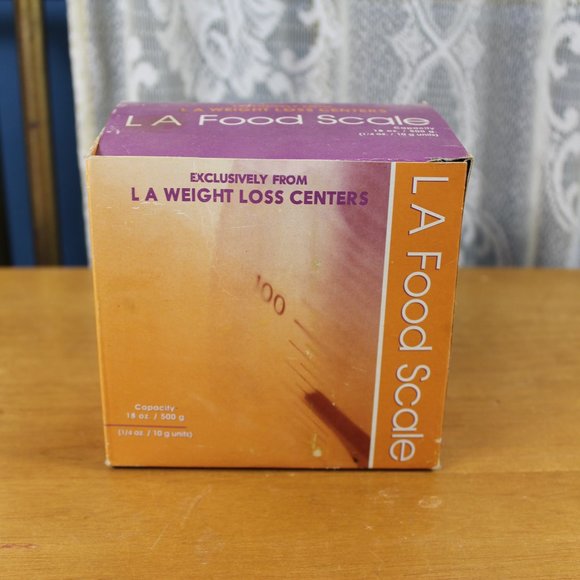 L A WEIGHT LOSS CENTERS
LA Food Scale
Capacity
18 oz. / 500 g
(1/4 oz. / 10 g units)
EXCLUSIVELY FROM
L A WEIGHT LOSS CENTERS
100
Capacity
18 oz. / 500 g
(1/4 oz. / 10 g units)
LA Food Scale